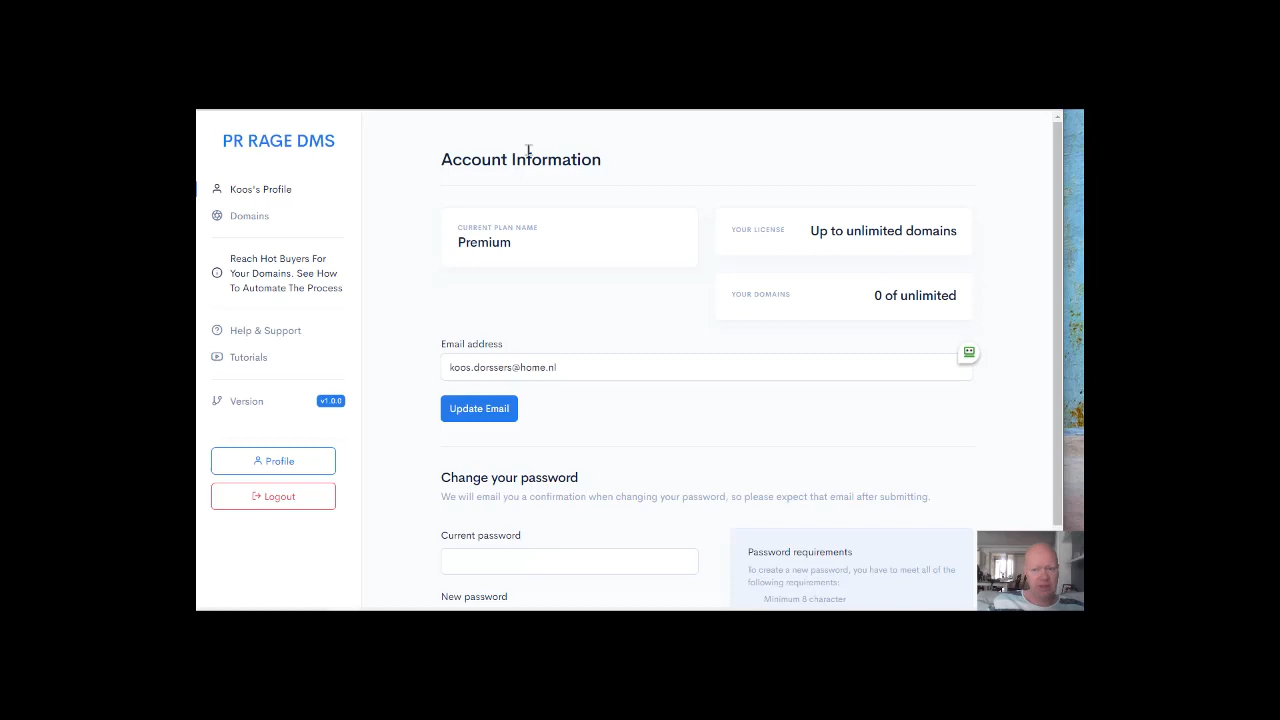 PR RAGE DMS
Koos's Profile
Domains
Reach Hot Buyers For
Your Domains. See How
To Automate The Process
Help & Support
Tutorials
Version v1.0.0
Profile
Logout
Account Information
CURRENT PLAN NAME
Premium
YOUR LICENSE Up to unlimited domains
YOUR DOMAINS 0 of unlimited
Email address
koos.dorssers@home.nl
Update Email
Change your password
We will email you a confirmation when changing your password, so please expect that email after submitting.
Current password
New password
Password requirements
To create a new password, you have to meet all of the
following requirements:
Minimum 8 character